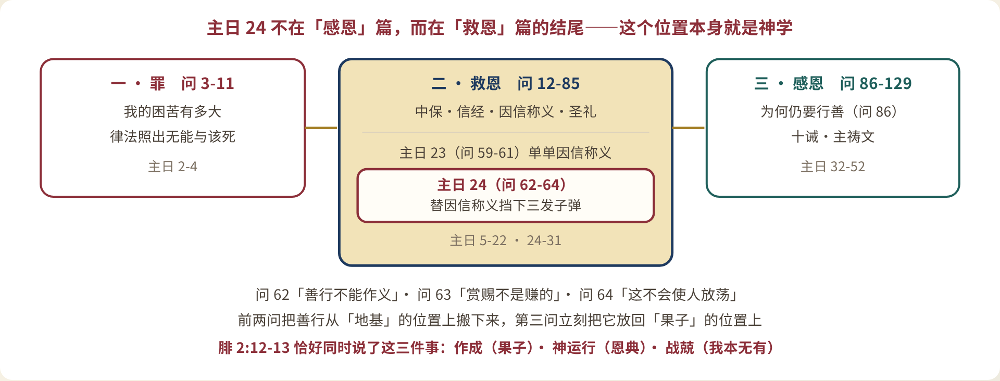 主日 24 不在「感恩」篇，而在「救恩」篇的结尾——这个位置本身就是神学
一・罪　问 3-11
我的困苦有多大
律法照出无能与该死
主日 2-4
二・救恩　问 12-85
中保・信经・因信称义・圣礼
主日 23（问 59-61）单单因信称义
主日 24（问 62-64）
替因信称义挡下三发子弹
主日 5-22 ・ 24-31
三・感恩　问 86-129
为何仍要行善（问 86）
十诫・主祷文
主日 32-52
问 62「善行不能作义」・ 问 63「赏赐不是赚的」・ 问 64「这不会使人放荡」
前两问把善行从「地基」的位置上搬下来，第三问立刻把它放回「果子」的位置上
腓 2:12-13 恰好同时说了这三件事：作成（果子）・ 神运行（恩典）・ 战兢（我本无有）